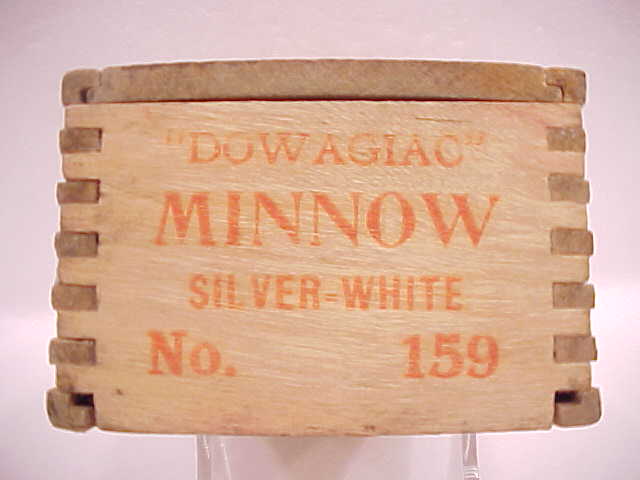 "DOWAGIAC"
MINNOW
SILVER=WHITE
No. 159